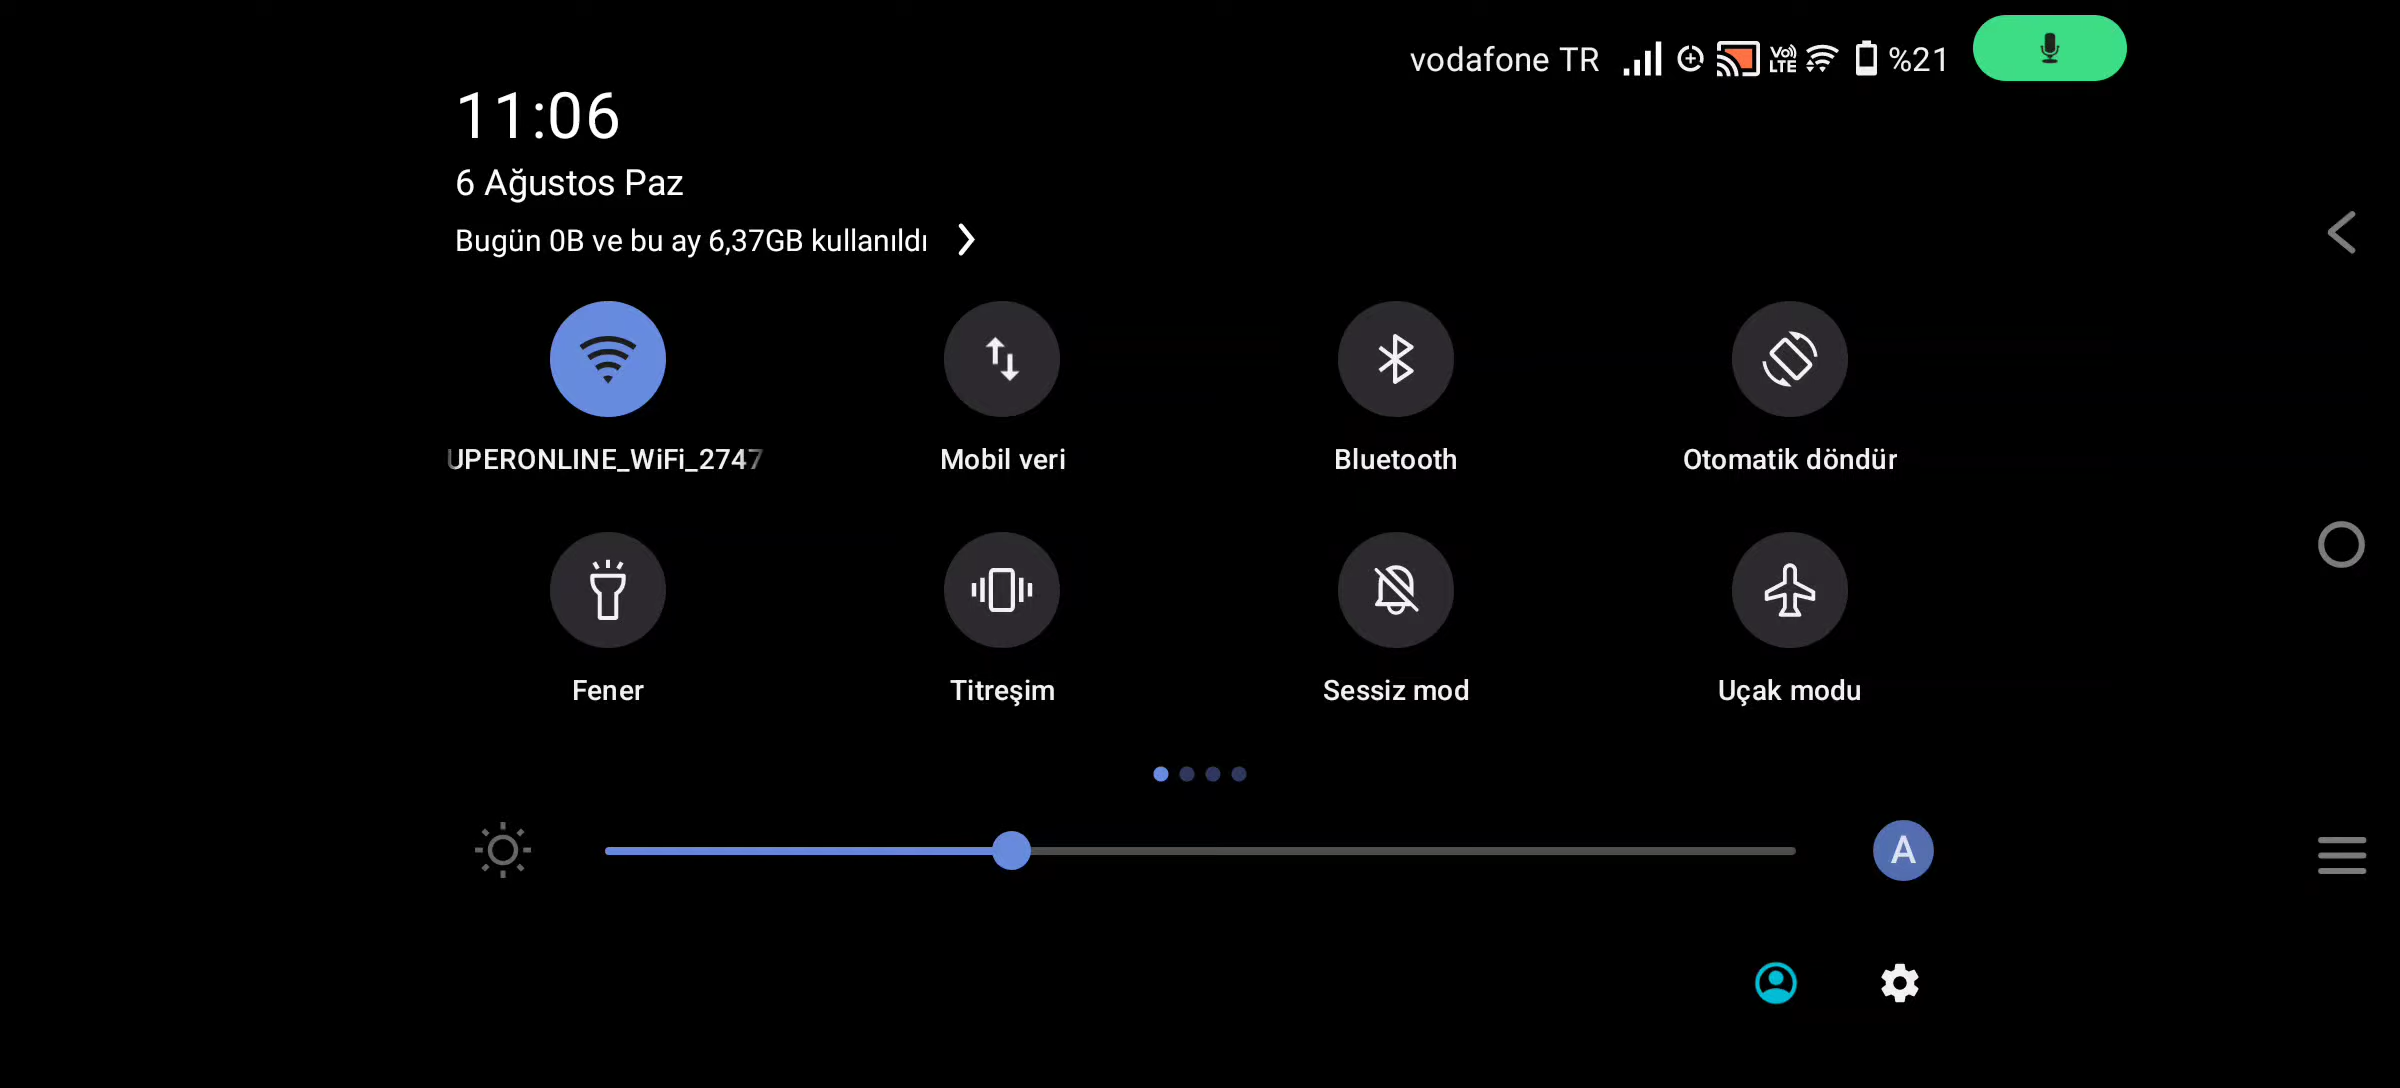 vodafone TR VoLTE %21
11:06
6 Ağustos Paz
Bugün 0B ve bu ay 6,37GB kullanıldı
UPERONLINE_WiFi_2747
Mobil veri
Bluetooth
Otomatik döndür
Fener
Titreşim
Sessiz mod
Uçak modu
A